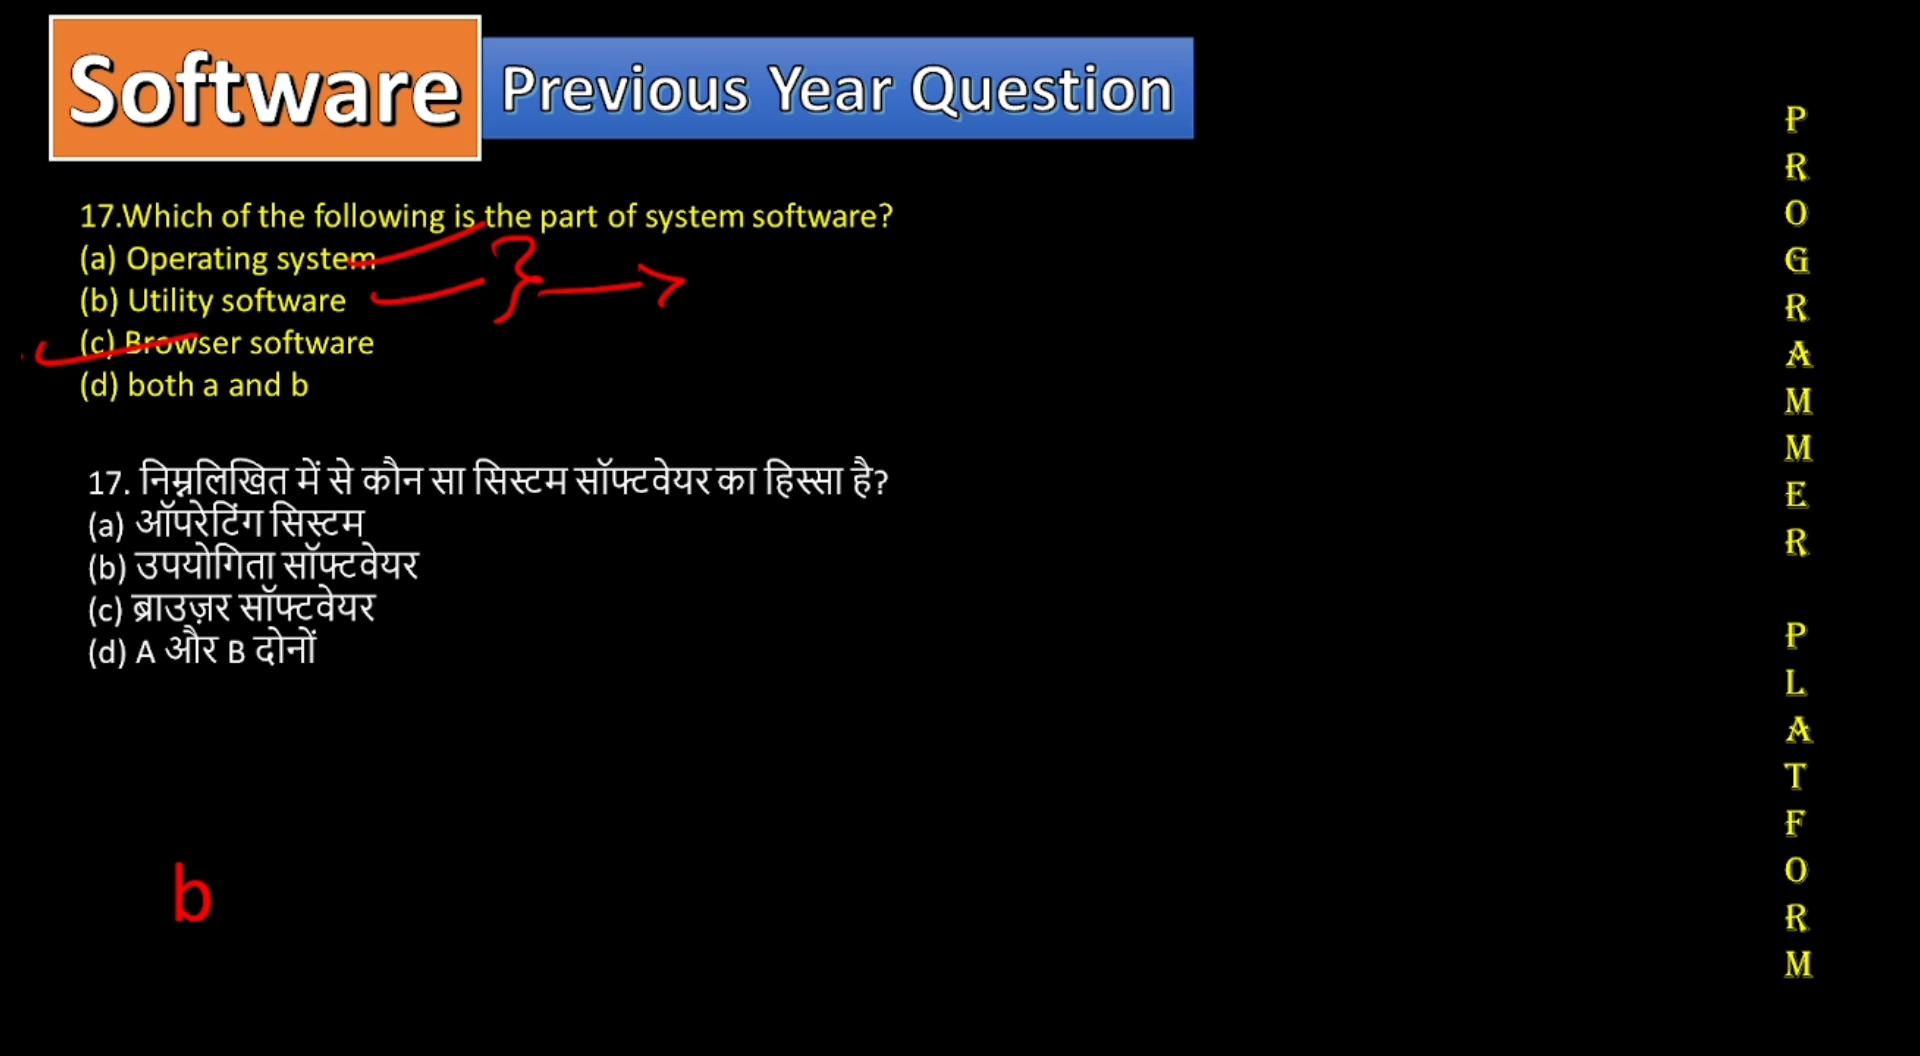 Software
Previous Year Question
17.Which of the following is the part of system software?
(a) Operating system
(b) Utility software
(c) Browser software
(d) both a and b
17. निम्नलिखित में से कौन सा सिस्टम सॉफ्टवेयर का हिस्सा है?
(a) ऑपरेटिंग सिस्टम
(b) उपयोगिता सॉफ्टवेयर
(c) ब्राउज़र सॉफ्टवेयर
(d) A और B दोनों
b
PROGRAMMER PLATFORM